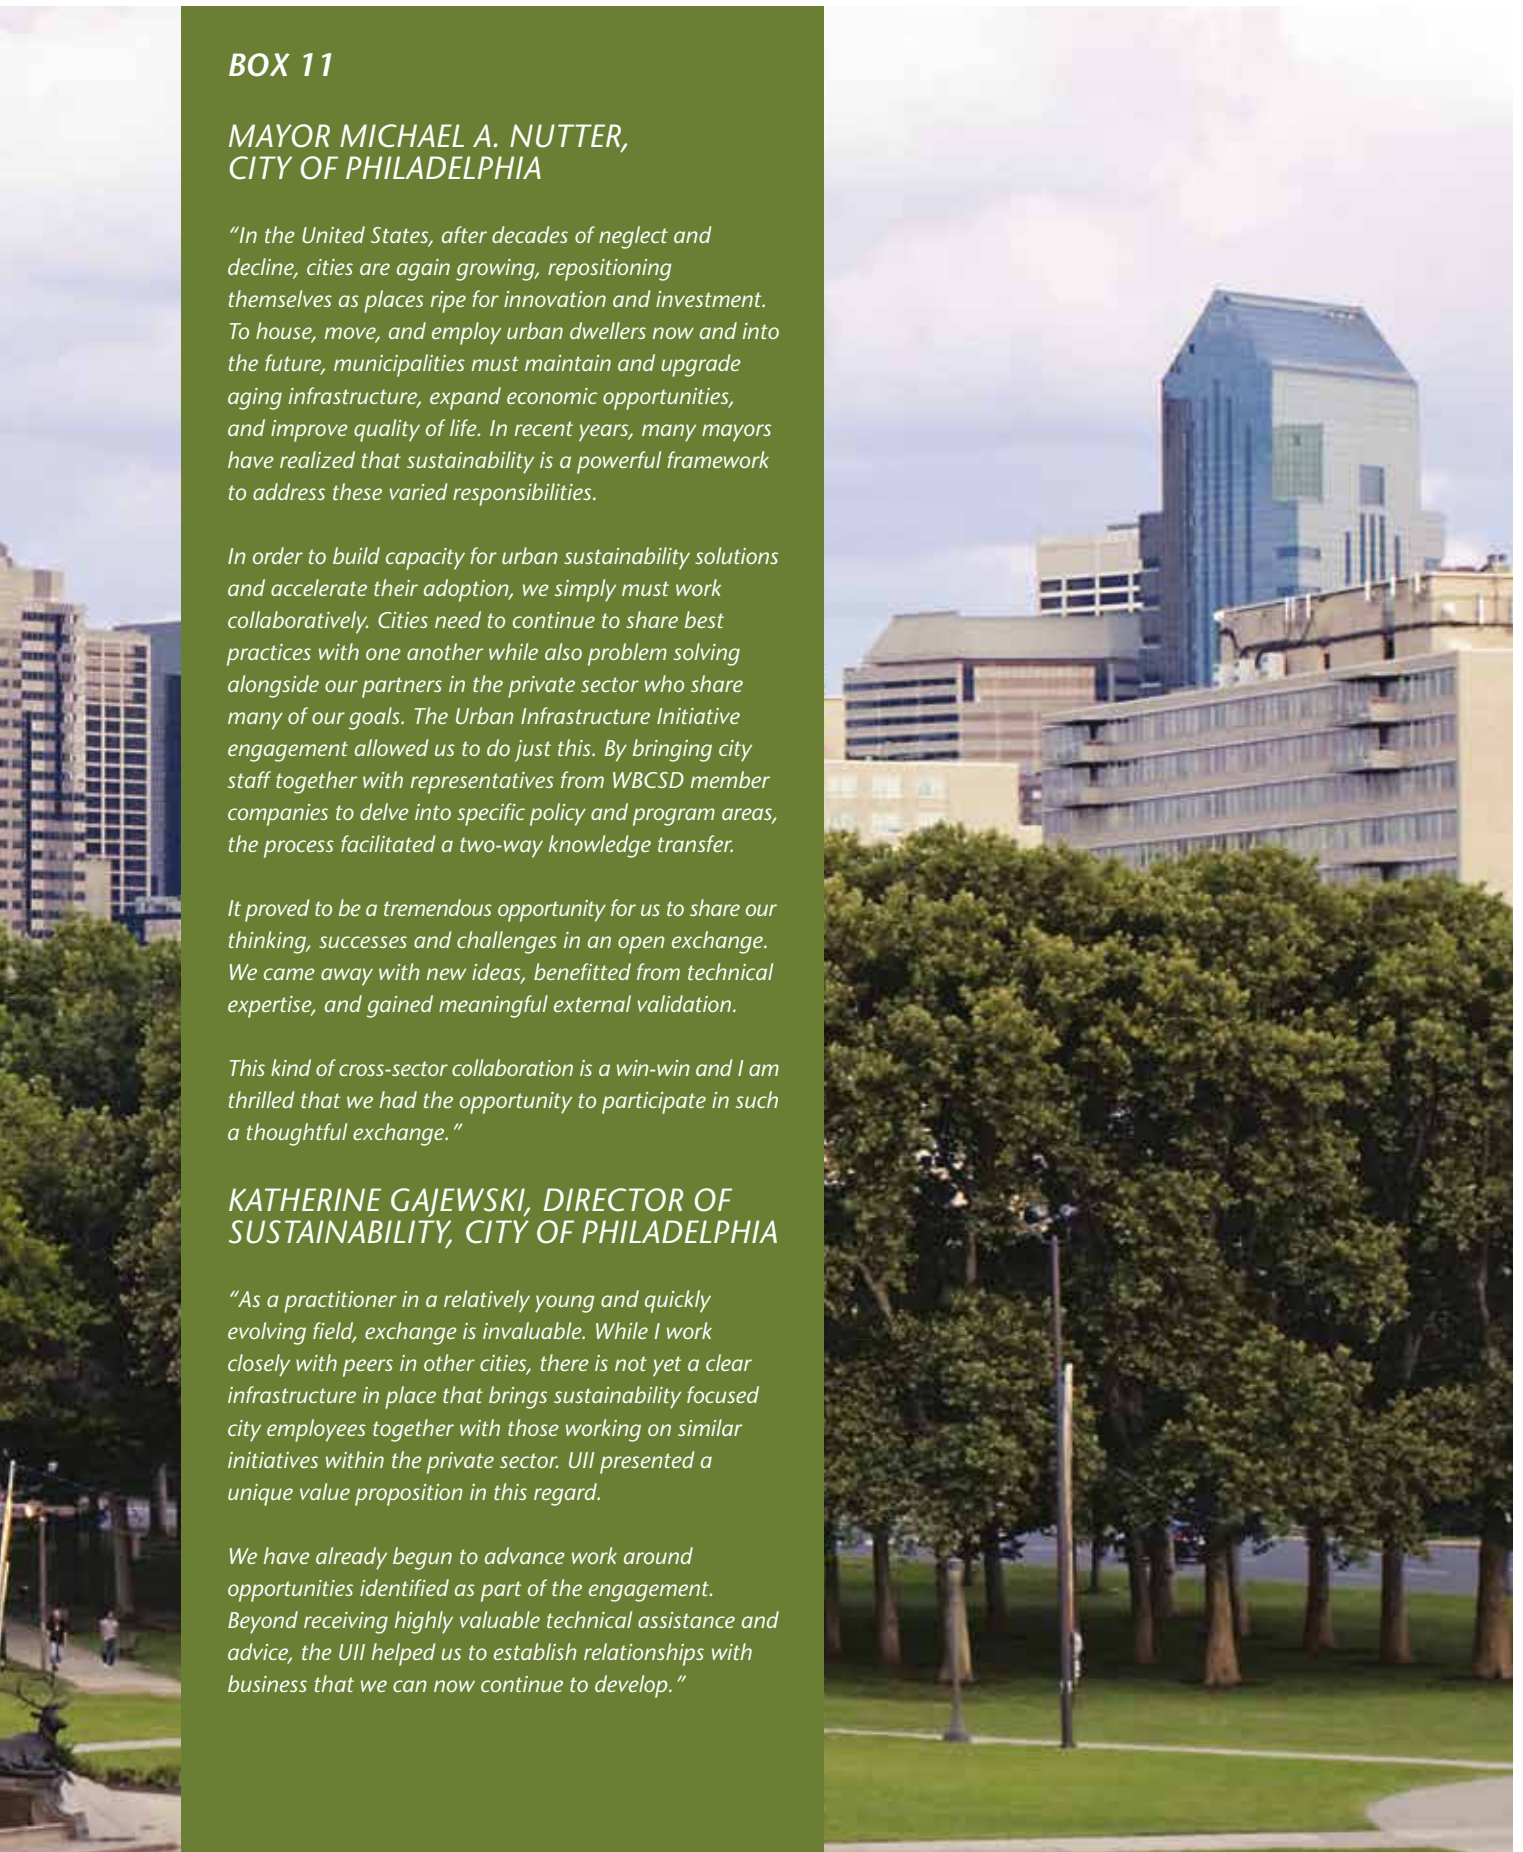 BOX 11
MAYOR MICHAEL A. NUTTER,
CITY OF PHILADELPHIA
“In the United States, after decades of neglect and
decline, cities are again growing, repositioning
themselves as places ripe for innovation and investment.
To house, move, and employ urban dwellers now and into
the future, municipalities must maintain and upgrade
aging infrastructure, expand economic opportunities,
and improve quality of life. In recent years, many mayors
have realized that sustainability is a powerful framework
to address these varied responsibilities.
In order to build capacity for urban sustainability solutions
and accelerate their adoption, we simply must work
collaboratively. Cities need to continue to share best
practices with one another while also problem solving
alongside our partners in the private sector who share
many of our goals. The Urban Infrastructure Initiative
engagement allowed us to do just this. By bringing city
staff together with representatives from WBCSD member
companies to delve into specific policy and program areas,
the process facilitated a two-way knowledge transfer.
It proved to be a tremendous opportunity for us to share our
thinking, successes and challenges in an open exchange.
We came away with new ideas, benefitted from technical
expertise, and gained meaningful external validation.
This kind of cross-sector collaboration is a win-win and I am
thrilled that we had the opportunity to participate in such
a thoughtful exchange.”
KATHERINE GAJEWSKI, DIRECTOR OF
SUSTAINABILITY, CITY OF PHILADELPHIA
“As a practitioner in a relatively young and quickly
evolving field, exchange is invaluable. While I work
closely with peers in other cities, there is not yet a clear
infrastructure in place that brings sustainability focused
city employees together with those working on similar
initiatives within the private sector. UII presented a
unique value proposition in this regard.
We have already begun to advance work around
opportunities identified as part of the engagement.
Beyond receiving highly valuable technical assistance and
advice, the UII helped us to establish relationships with
business that we can now continue to develop.”